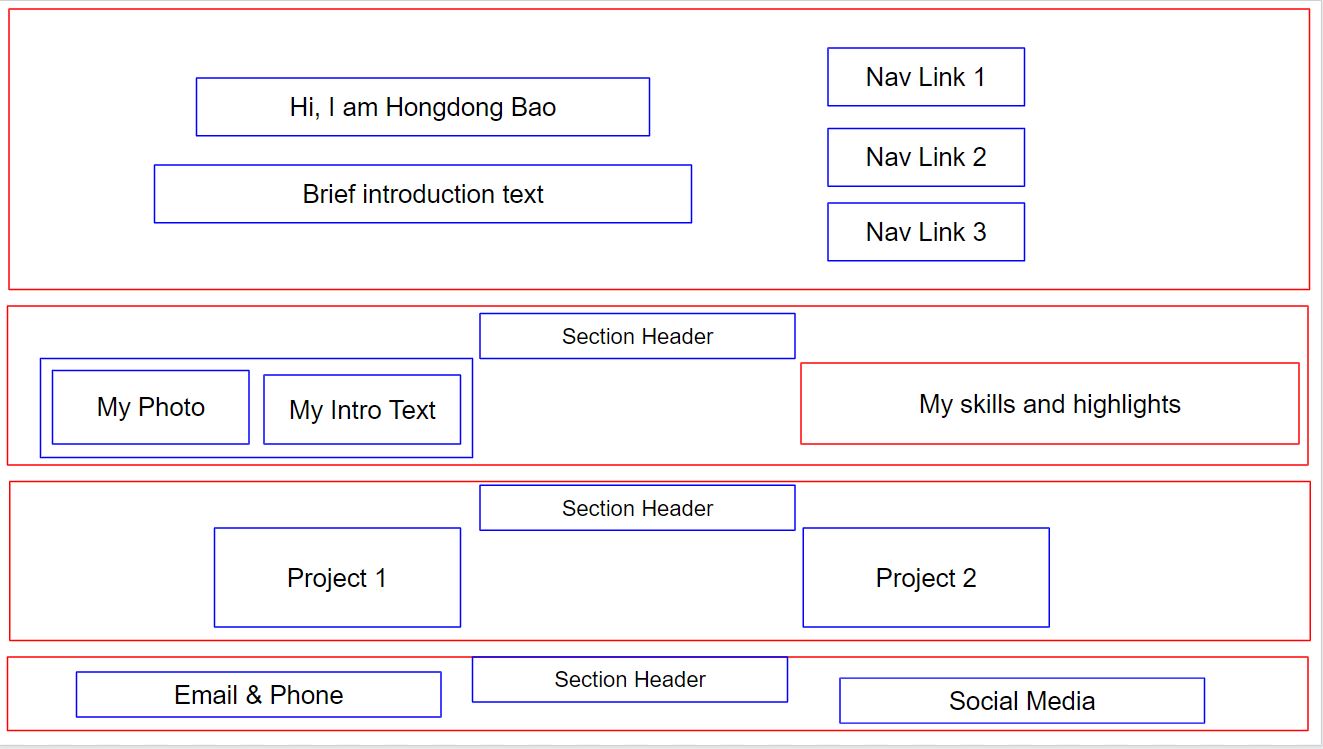 Hi, I am Hongdong Bao
Brief introduction text
Nav Link 1
Nav Link 2
Nav Link 3
Section Header
My Photo
My Intro Text
My skills and highlights
Section Header
Project 1
Project 2
Section Header
Email & Phone
Social Media